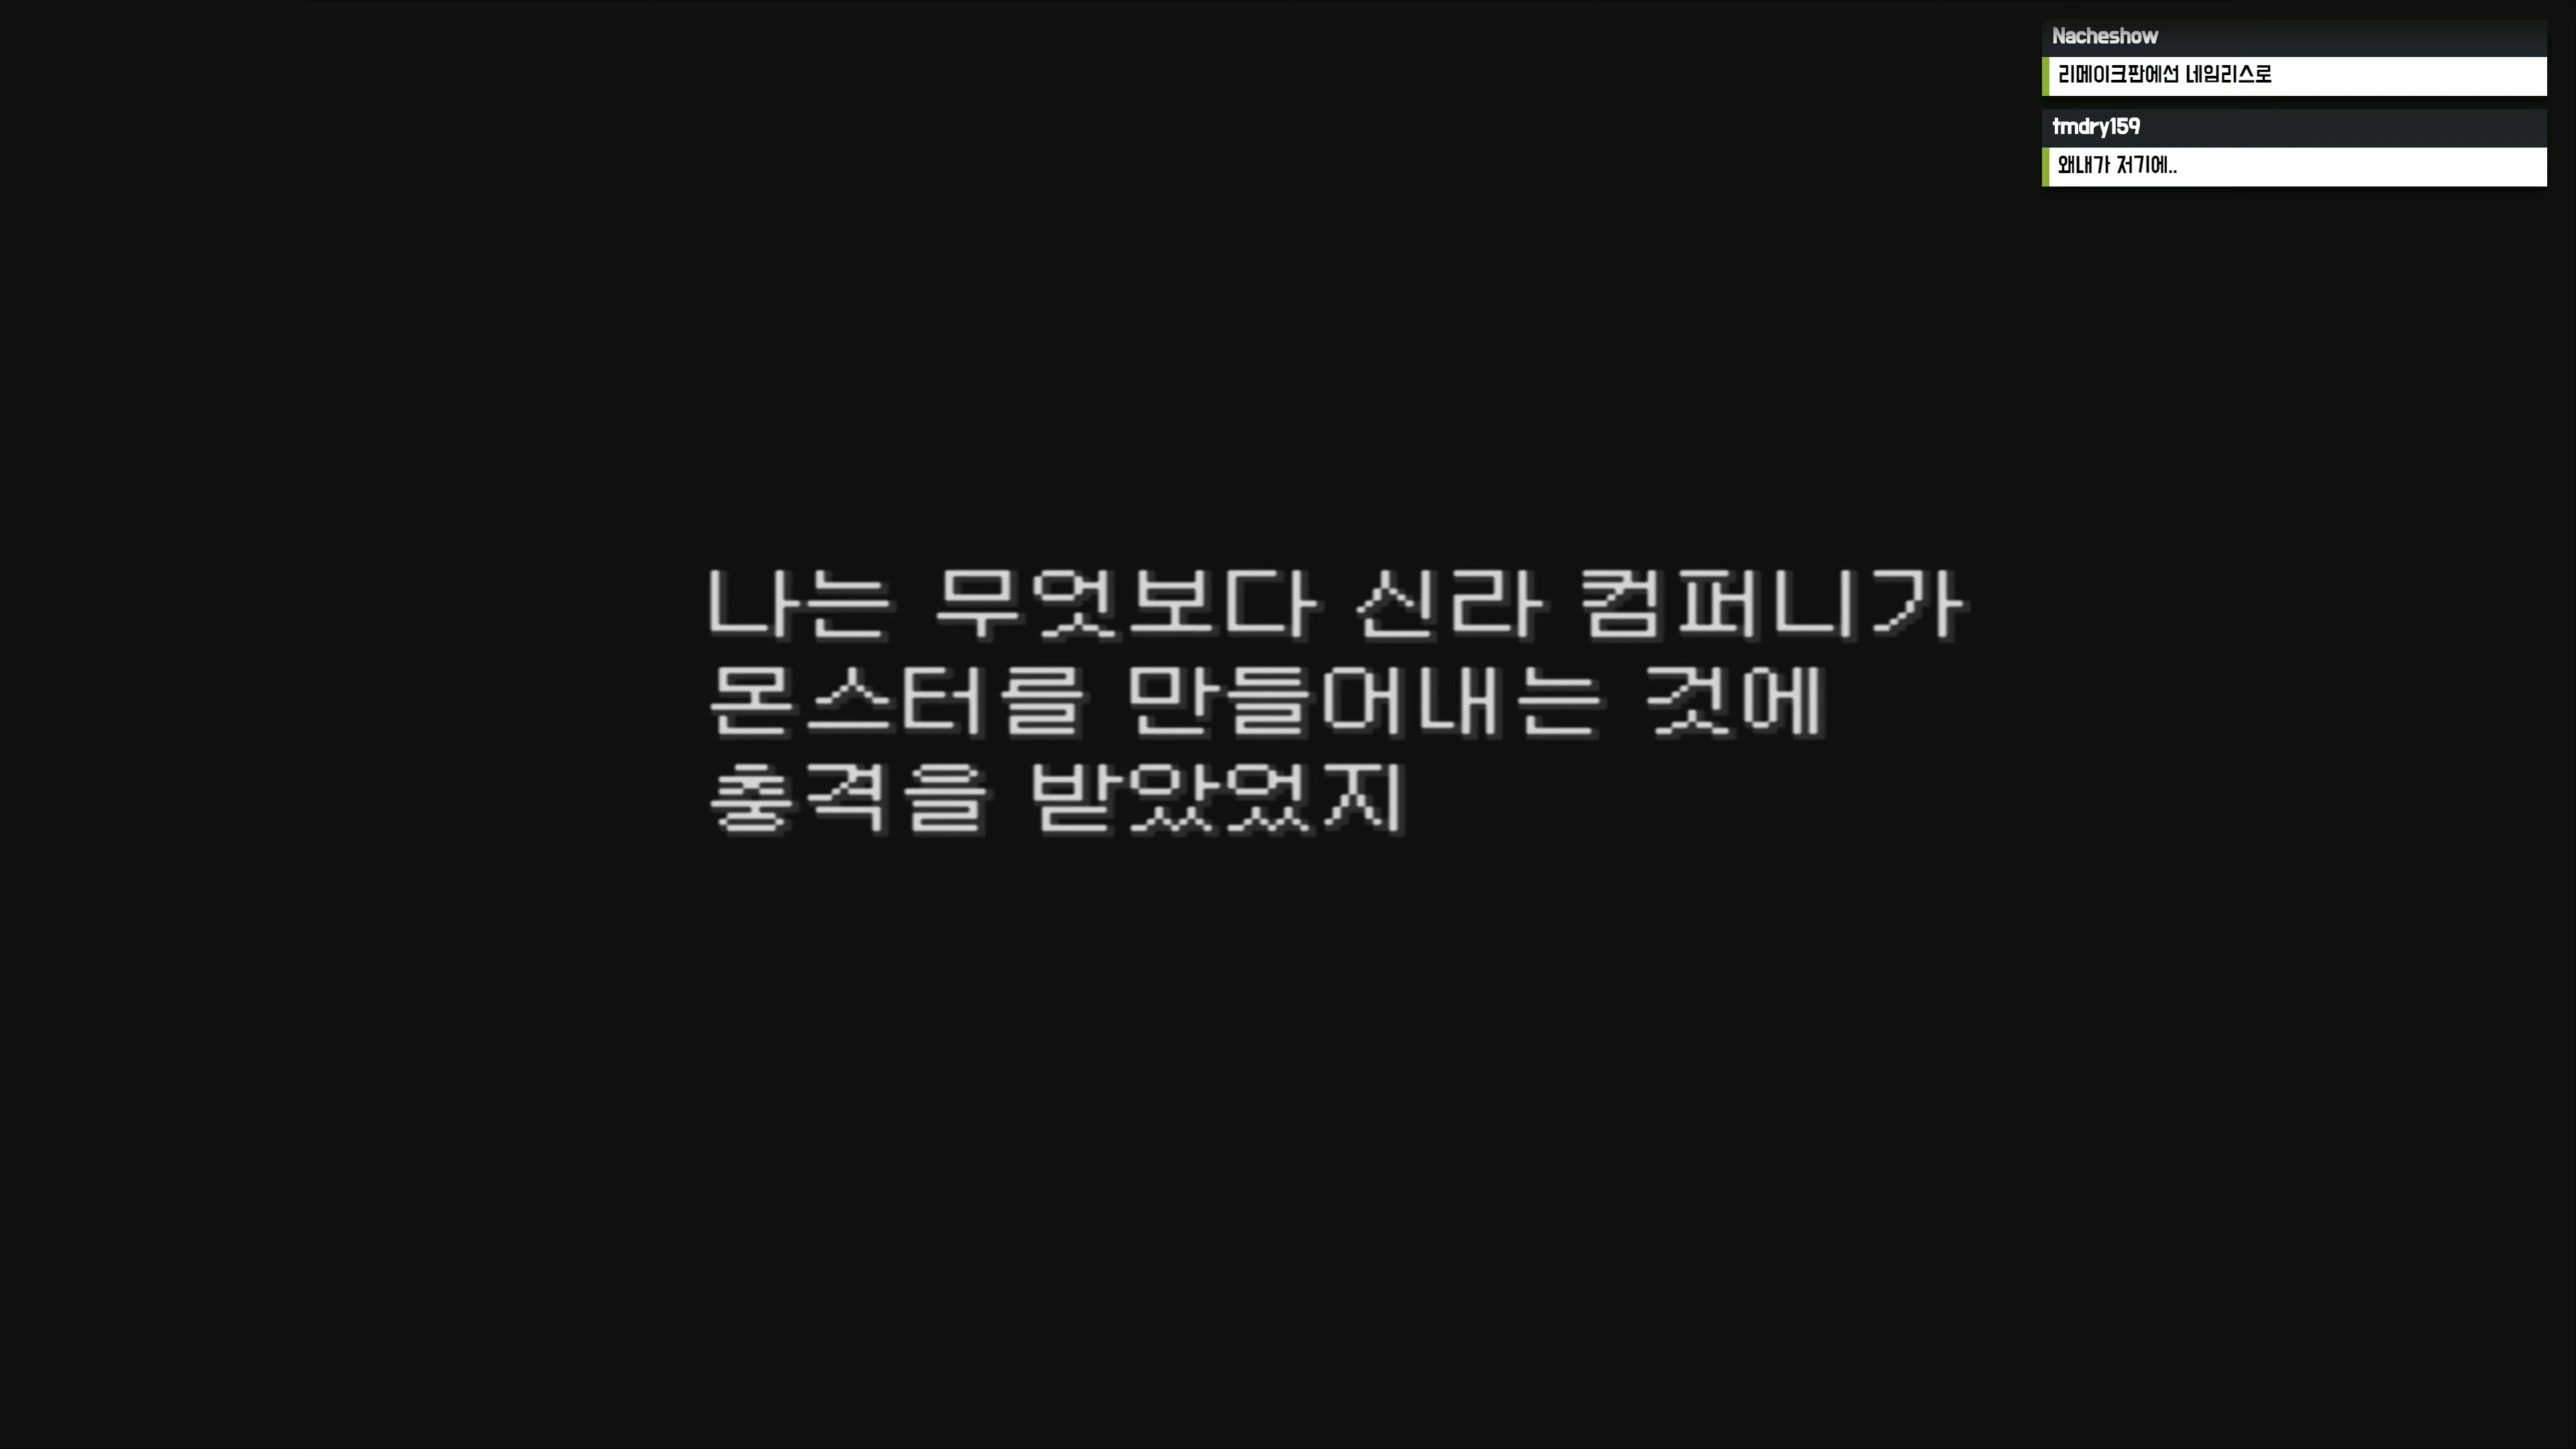 Nacheshow
리메이크판에선 네임리스로
tmdry159
왜내가 저기에..
나는 무엇보다 신라 컴퍼니가
몬스터를 만들어내는 것에
충격을 받았었지